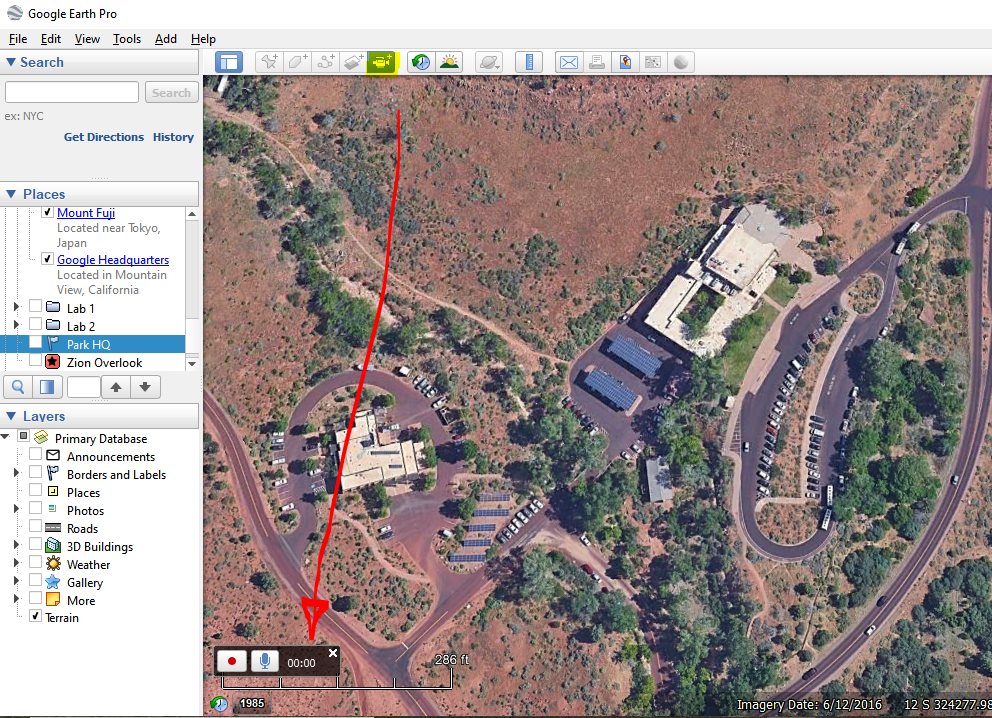 Google Earth Pro
File Edit View Tools Add Help
Search
Search
ex: NYC
Get Directions History
Places
Mount Fuji
Located near Tokyo,
Japan
Google Headquarters
Located in Mountain
View, California
Lab 1
Lab 2
Park HQ
Zion Overlook
Layers
Primary Database
Announcements
Borders and Labels
Places
Photos
Roads
3D Buildings
Weather
Gallery
More
Terrain
00:00
286 ft
1985
Imagery Date: 6/12/2016 12 S 324277.98